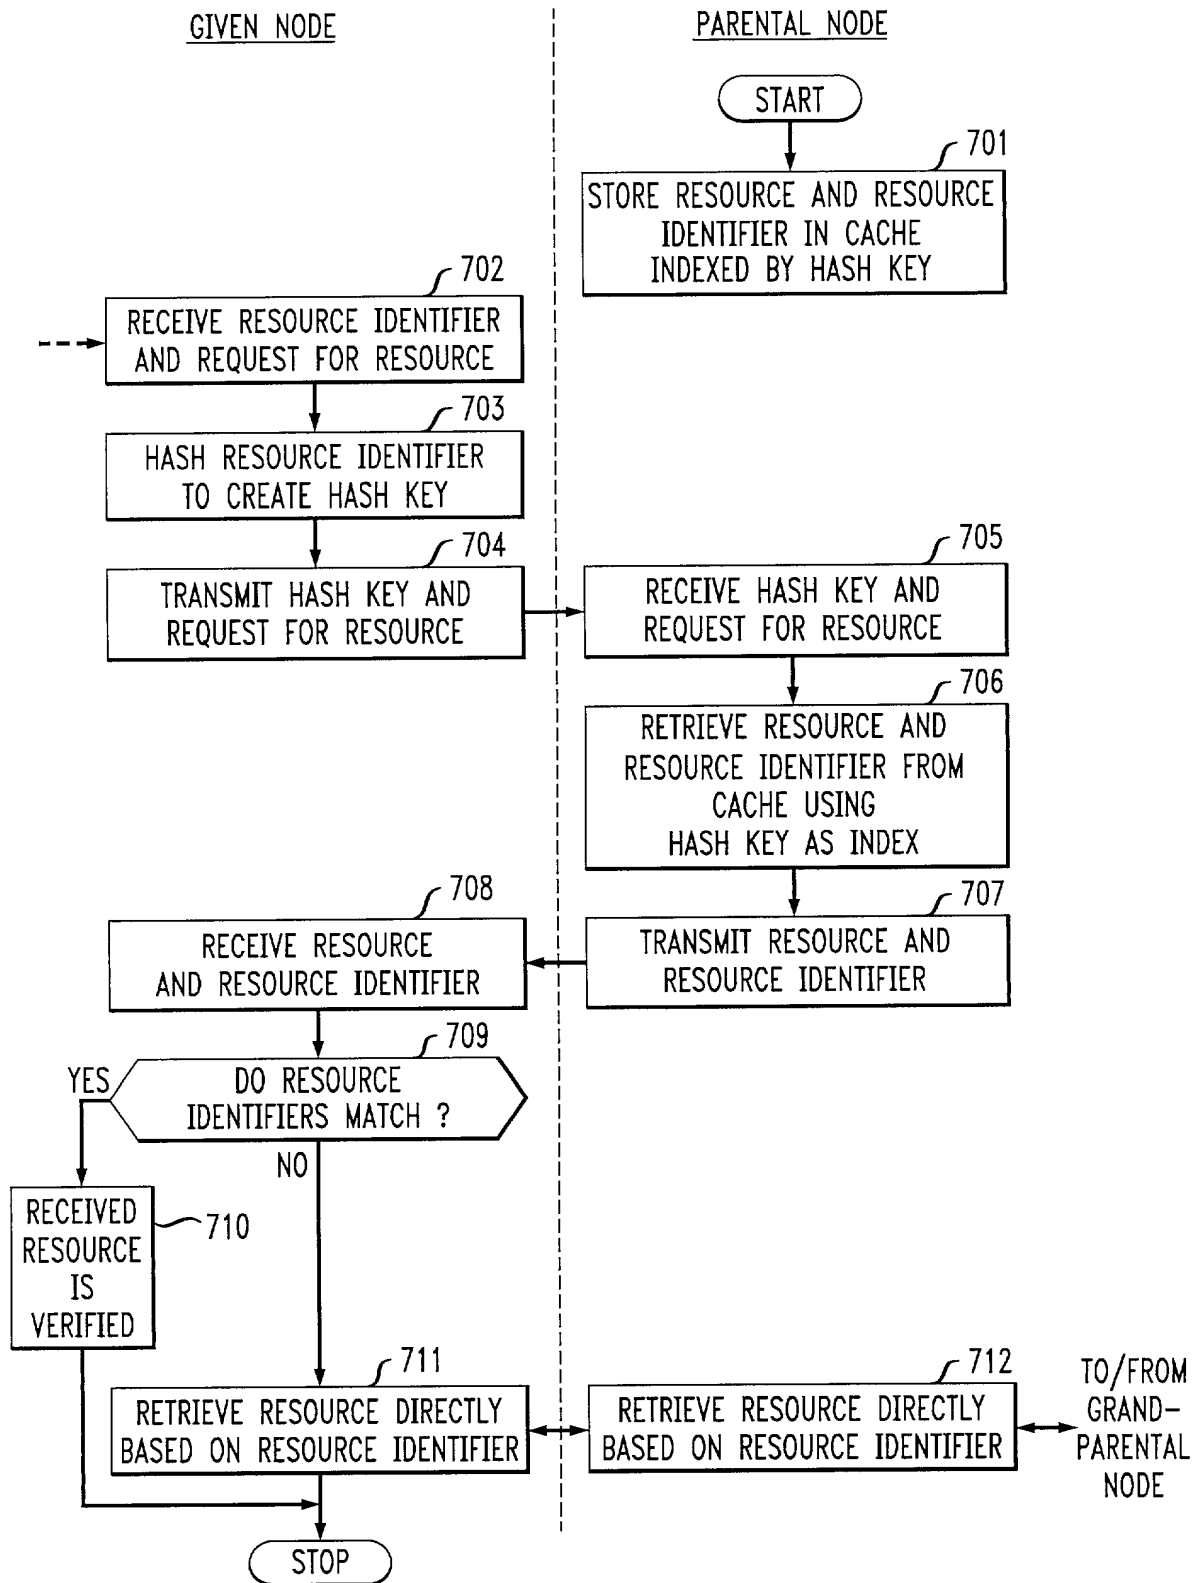 GIVEN NODE
PARENTAL NODE
START
701
STORE RESOURCE AND RESOURCE
IDENTIFIER IN CACHE
INDEXED BY HASH KEY
702
RECEIVE RESOURCE IDENTIFIER
AND REQUEST FOR RESOURCE
703
HASH RESOURCE IDENTIFIER
TO CREATE HASH KEY
704
TRANSMIT HASH KEY AND
REQUEST FOR RESOURCE
705
RECEIVE HASH KEY AND
REQUEST FOR RESOURCE
706
RETRIEVE RESOURCE AND
RESOURCE IDENTIFIER FROM
CACHE USING
HASH KEY AS INDEX
707
TRANSMIT RESOURCE AND
RESOURCE IDENTIFIER
708
RECEIVE RESOURCE
AND RESOURCE IDENTIFIER
709
DO RESOURCE
IDENTIFIERS MATCH ?
YES
NO
710
RECEIVED
RESOURCE
IS
VERIFIED
711
RETRIEVE RESOURCE DIRECTLY
BASED ON RESOURCE IDENTIFIER
712
RETRIEVE RESOURCE DIRECTLY
BASED ON RESOURCE IDENTIFIER
TO/FROM
GRAND-
PARENTAL
NODE
STOP